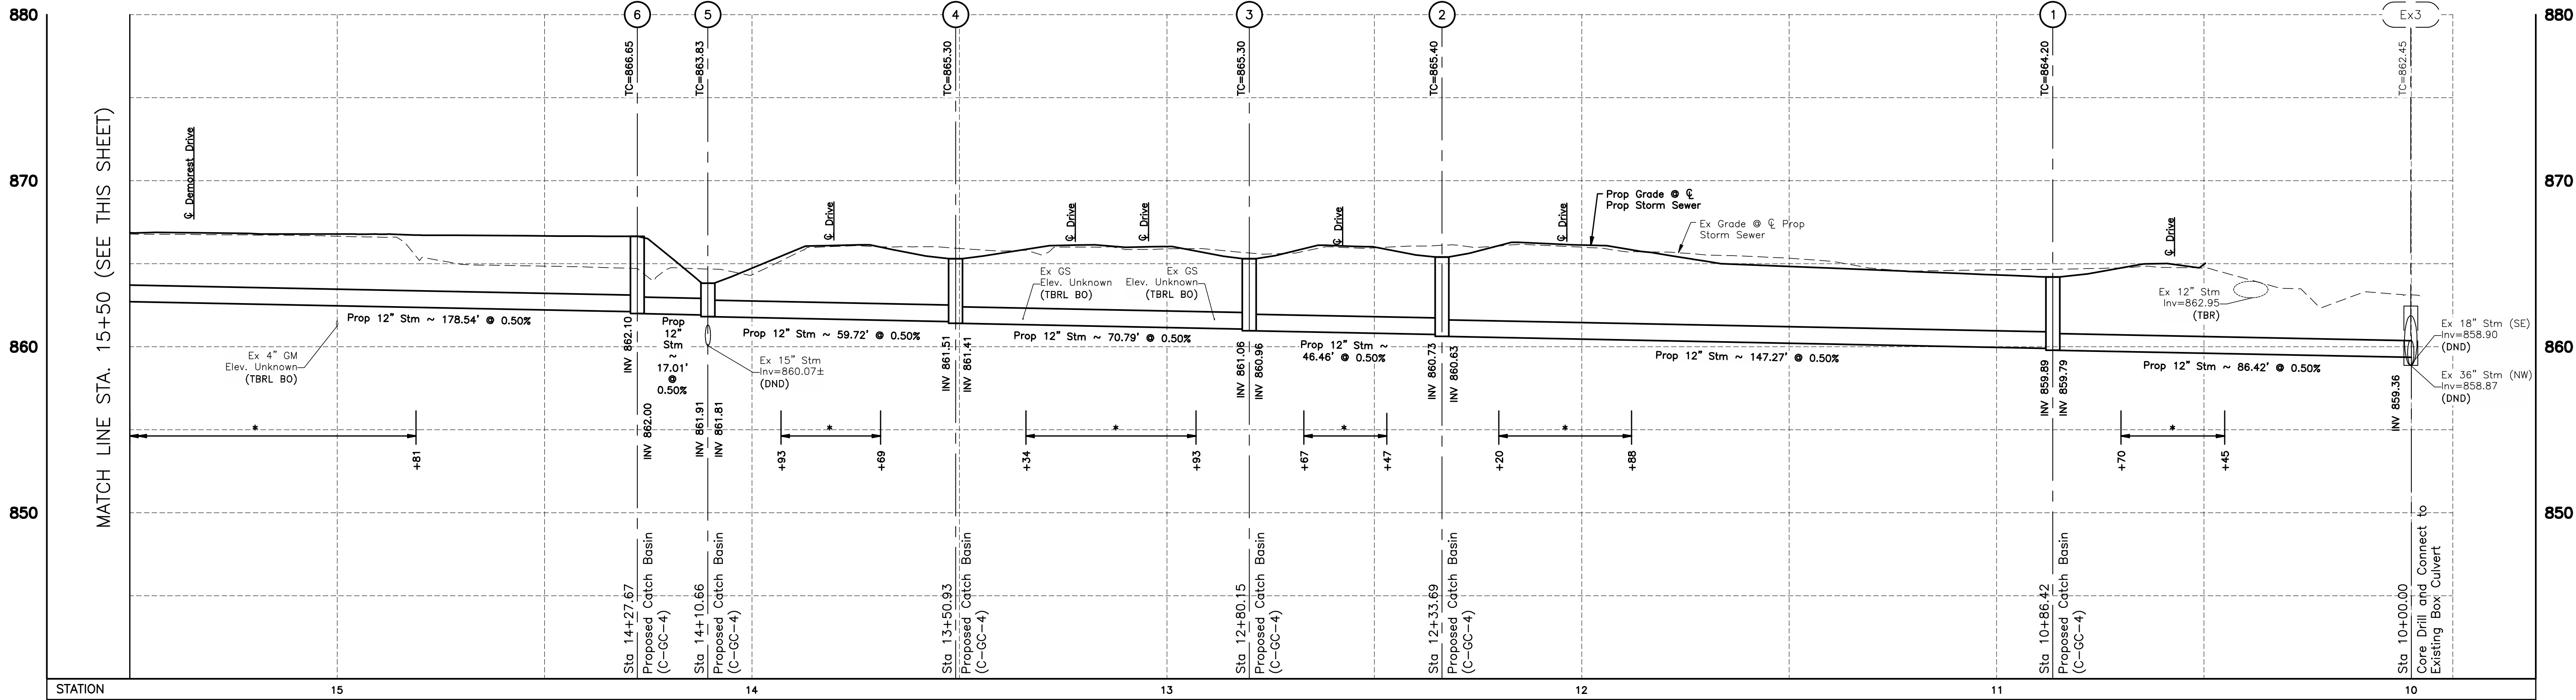 880
870
860
850
MATCH LINE STA. 15+50 (SEE THIS SHEET)
℄ Demorest Drive
Prop 12" Stm ~ 178.54' @ 0.50%
Ex 4" GM
Elev. Unknown
(TBRL BO)
*
+81
6
TC=866.65
INV 862.10
INV 862.00
Sta 14+27.67
Proposed Catch Basin
(C-GC-4)
Prop
12"
Stm
~
17.01'
@
0.50%
5
TC=863.83
INV 861.91
INV 861.81
Sta 14+10.66
Proposed Catch Basin
(C-GC-4)
Ex 15" Stm
Inv=860.07±
(DND)
℄ Drive
Prop 12" Stm ~ 59.72' @ 0.50%
+93
*
+69
4
TC=865.30
INV 861.51
INV 861.41
Sta 13+50.93
Proposed Catch Basin
(C-GC-4)
℄ Drive
℄ Drive
Ex GS
Elev. Unknown
(TBRL BO)
Ex GS
Elev. Unknown
(TBRL BO)
Prop 12" Stm ~ 70.79' @ 0.50%
+34
*
+93
3
TC=865.30
INV 861.06
INV 860.96
Sta 12+80.15
Proposed Catch Basin
(C-GC-4)
℄ Drive
Prop 12" Stm ~
46.46' @ 0.50%
+67
*
+47
2
TC=865.40
INV 860.73
INV 860.63
Sta 12+33.69
Proposed Catch Basin
(C-GC-4)
℄ Drive
Prop Grade @ ℄
Prop Storm Sewer
Ex Grade @ ℄ Prop
Storm Sewer
Prop 12" Stm ~ 147.27' @ 0.50%
+20
*
+88
1
TC=864.20
INV 859.89
INV 859.79
Sta 10+86.42
Proposed Catch Basin
(C-GC-4)
℄ Drive
Ex 12" Stm
Inv=862.95
(TBR)
Prop 12" Stm ~ 86.42' @ 0.50%
+70
*
+45
Ex3
TC=862.45
INV 859.36
Sta 10+00.00
Core Drill and Connect to
Existing Box Culvert
Ex 18" Stm (SE)
Inv=858.90
(DND)
Ex 36" Stm (NW)
Inv=858.87
(DND)
880
870
860
850
STATION
15
14
13
12
11
10